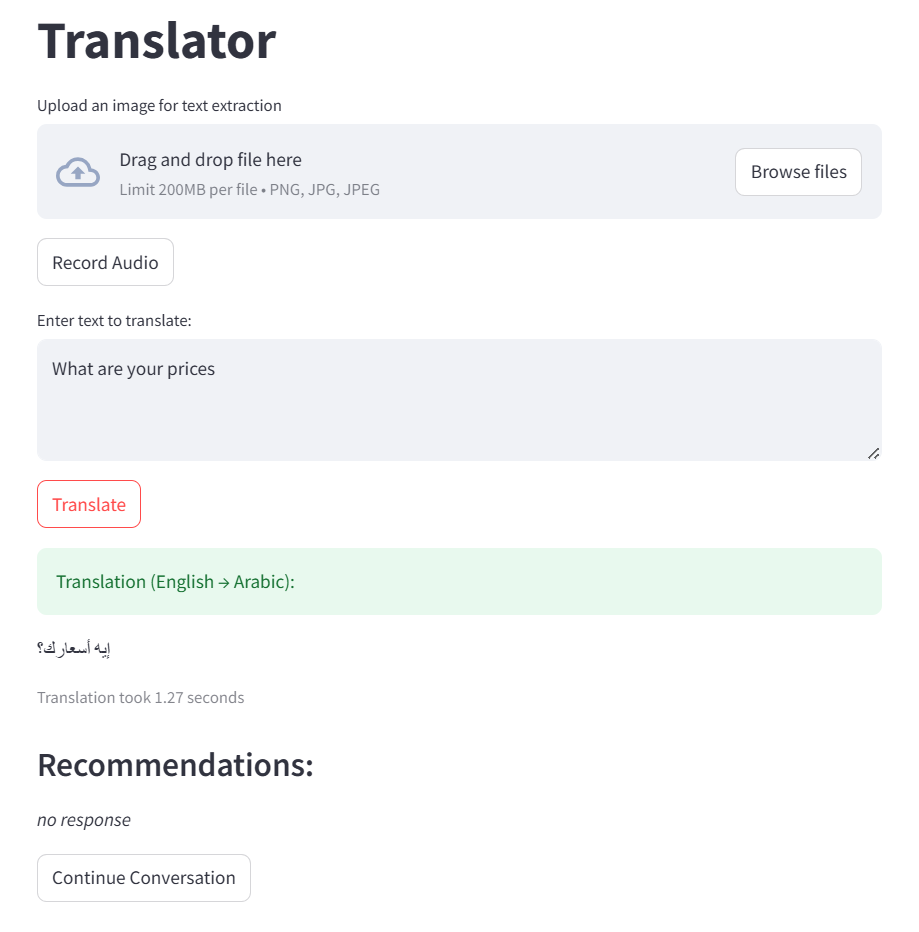 Translator
Upload an image for text extraction
Drag and drop file here
Limit 200MB per file • PNG, JPG, JPEG
Browse files
Record Audio
Enter text to translate:
What are your prices
Translate
Translation (English → Arabic):
إيه أسعارك؟
Translation took 1.27 seconds
Recommendations:
no response
Continue Conversation